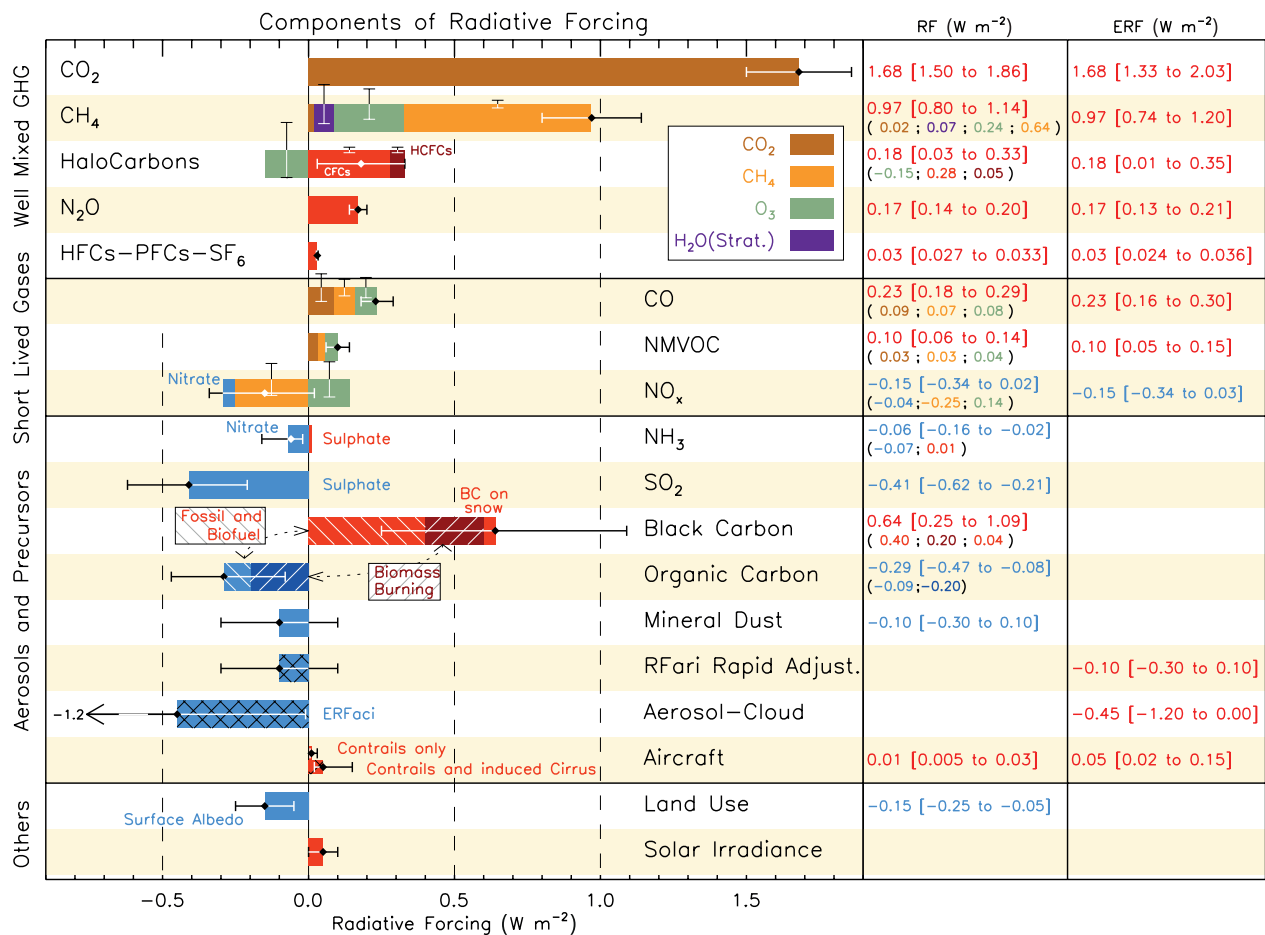 Components of Radiative Forcing
RF (W m⁻²)
ERF (W m⁻²)
Well Mixed GHG
CO₂
1.68 [1.50 to 1.86]
1.68 [1.33 to 2.03]
CH₄
0.97 [0.80 to 1.14]
( 0.02 ; 0.07 ; 0.24 ; 0.64 )
0.97 [0.74 to 1.20]
HaloCarbons
CFCs
HCFCs
0.18 [0.03 to 0.33]
(−0.15; 0.28 ; 0.05 )
0.18 [0.01 to 0.35]
N₂O
0.17 [0.14 to 0.20]
0.17 [0.13 to 0.21]
HFCs−PFCs−SF₆
0.03 [0.027 to 0.033]
0.03 [0.024 to 0.036]
CO₂
CH₄
O₃
H₂O(Strat.)
Short Lived Gases
CO
0.23 [0.18 to 0.29]
( 0.09 ; 0.07 ; 0.08 )
0.23 [0.16 to 0.30]
NMVOC
0.10 [0.06 to 0.14]
( 0.03 ; 0.03 ; 0.04 )
0.10 [0.05 to 0.15]
Nitrate
NOₓ
−0.15 [−0.34 to 0.02]
(−0.04;−0.25 ; 0.14 )
−0.15 [−0.34 to 0.03]
Aerosols and Precursors
Nitrate
Sulphate
NH₃
−0.06 [−0.16 to −0.02]
(−0.07; 0.01 )
Sulphate
SO₂
−0.41 [−0.62 to −0.21]
Fossil and
Biofuel
BC on
snow
Black Carbon
0.64 [0.25 to 1.09]
( 0.40 ; 0.20 ; 0.04 )
Biomass
Burning
Organic Carbon
−0.29 [−0.47 to −0.08]
(−0.09;−0.20)
Mineral Dust
−0.10 [−0.30 to 0.10]
RFari Rapid Adjust.
−0.10 [−0.30 to 0.10]
−1.2
ERFaci
Aerosol−Cloud
−0.45 [−1.20 to 0.00]
Contrails only
Contrails and induced Cirrus
Aircraft
0.01 [0.005 to 0.03]
0.05 [0.02 to 0.15]
Others
Surface Albedo
Land Use
−0.15 [−0.25 to −0.05]
Solar Irradiance
−0.5
0.0
0.5
1.0
1.5
Radiative Forcing (W m⁻²)